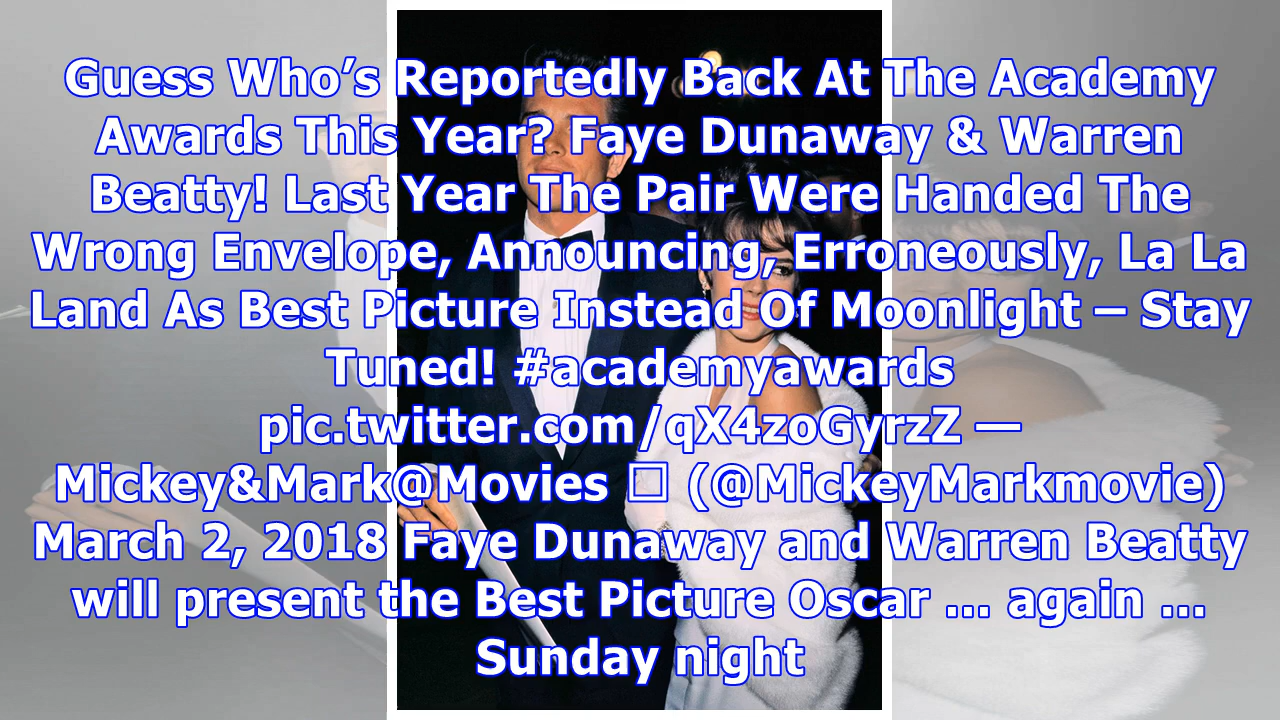 Guess Who’s Reportedly Back At The Academy
Awards This Year? Faye Dunaway & Warren
Beatty! Last Year The Pair Were Handed The
Wrong Envelope, Announcing, Erroneously, La La
Land As Best Picture Instead Of Moonlight – Stay
Tuned! #academyawards
pic.twitter.com/qX4zoGyrzZ —
Mickey&Mark@Movies □ (@MickeyMarkmovie)
March 2, 2018 Faye Dunaway and Warren Beatty
will present the Best Picture Oscar ... again ...
Sunday night